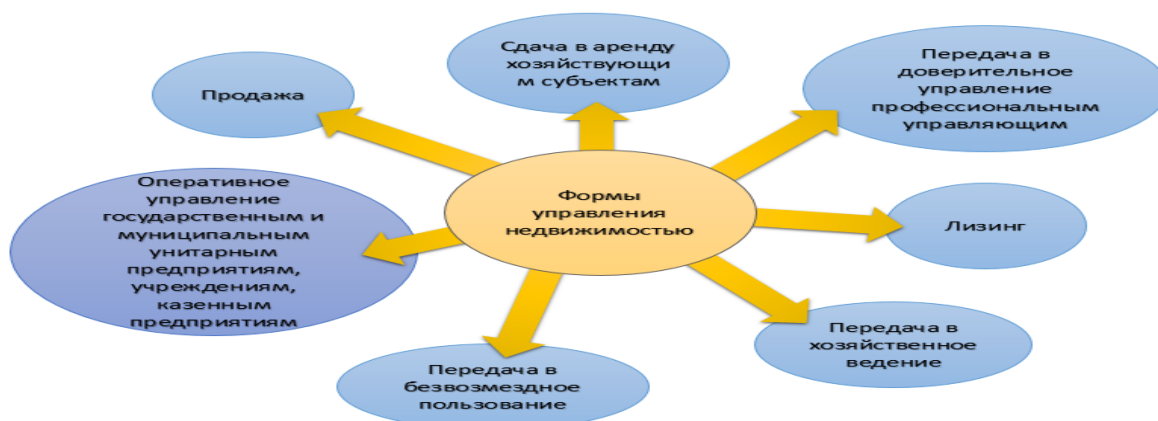 Сдача в аренду
хозяйствующи
м субъектам
Передача в
доверительное
управление
профессиональным
управляющим
Продажа
Формы
управления
недвижимостью
Оперативное
управление
государственным и
муниципальным
унитарным
предприятиям,
учреждениям,
казенным
предприятиям
Лизинг
Передача в
хозяйственное
ведение
Передача в
безвозмездное
пользование